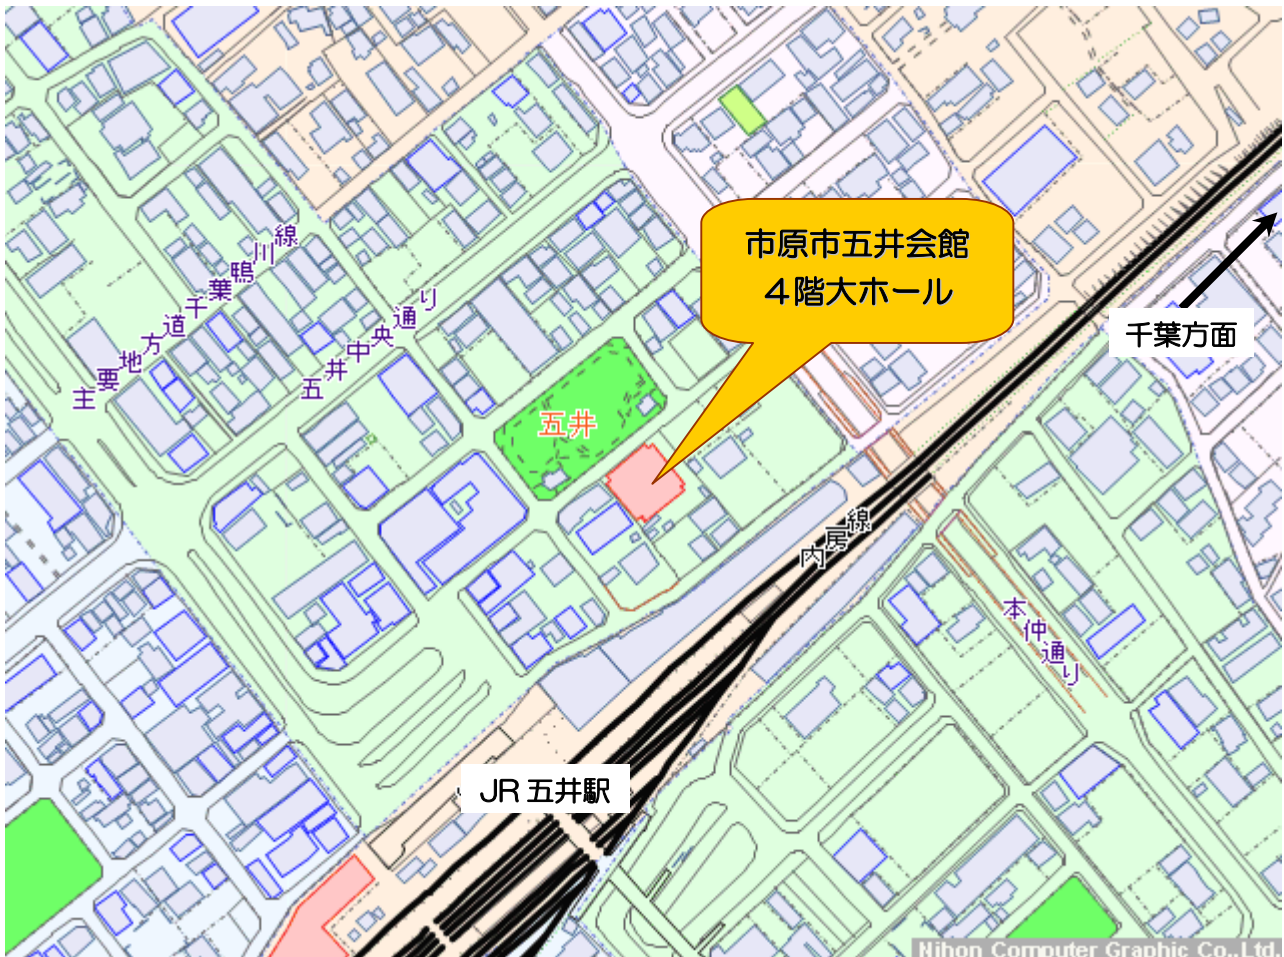 市原市五井会館
４階大ホール
千葉方面
主要地方道千葉鴨川線
五井中央通り
五井
内房線
本仲通り
JR 五井駅
Nihon Computer Graphic Co.,Ltd.